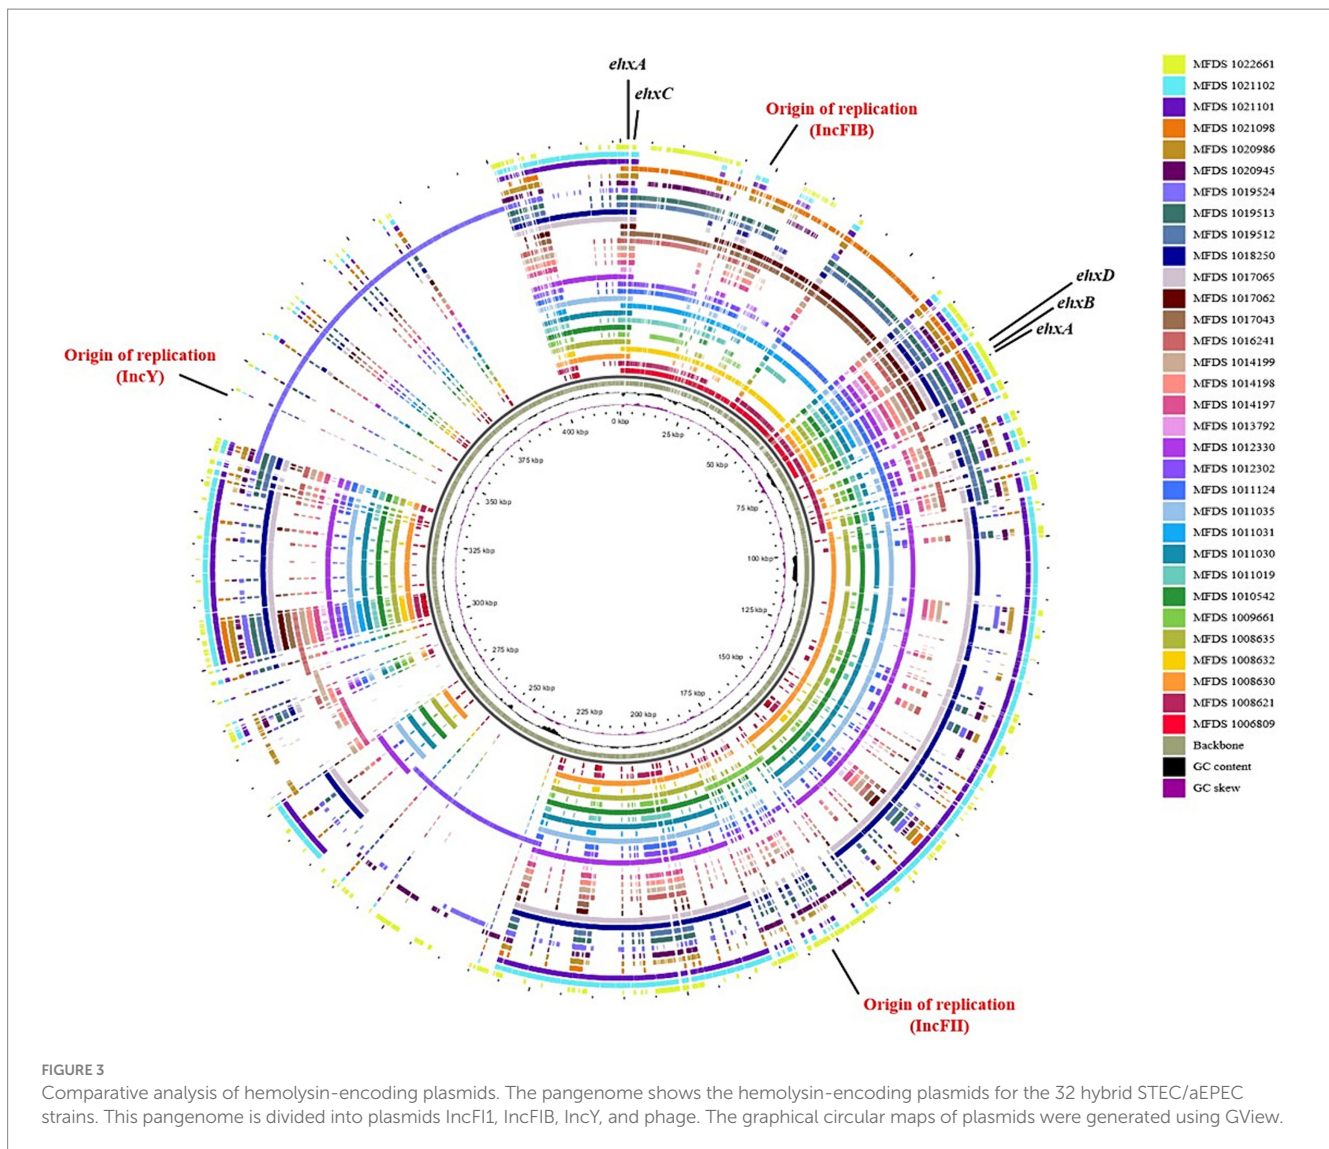 ehxA
ehxC
Origin of replication
(IncFIB)
ehxD
ehxB
ehxA
Origin of replication
(IncY)
Origin of replication
(IncFII)
0 kbp
25 kbp
50 kbp
75 kbp
100 kbp
125 kbp
150 kbp
175 kbp
200 kbp
225 kbp
250 kbp
275 kbp
300 kbp
325 kbp
350 kbp
375 kbp
400 kbp
MFDS 1022661
MFDS 1021102
MFDS 1021101
MFDS 1021098
MFDS 1020986
MFDS 1020945
MFDS 1019524
MFDS 1019513
MFDS 1019512
MFDS 1018250
MFDS 1017065
MFDS 1017062
MFDS 1017043
MFDS 1016241
MFDS 1014199
MFDS 1014198
MFDS 1014197
MFDS 1013792
MFDS 1012330
MFDS 1012302
MFDS 1011124
MFDS 1011035
MFDS 1011031
MFDS 1011030
MFDS 1011019
MFDS 1010542
MFDS 1009661
MFDS 1008635
MFDS 1008632
MFDS 1008630
MFDS 1008621
MFDS 1006809
Backbone
GC content
GC skew
FIGURE 3
Comparative analysis of hemolysin-encoding plasmids. The pangenome shows the hemolysin-encoding plasmids for the 32 hybrid STEC/aEPEC
strains. This pangenome is divided into plasmids IncFI1, IncFIB, IncY, and phage. The graphical circular maps of plasmids were generated using GView.